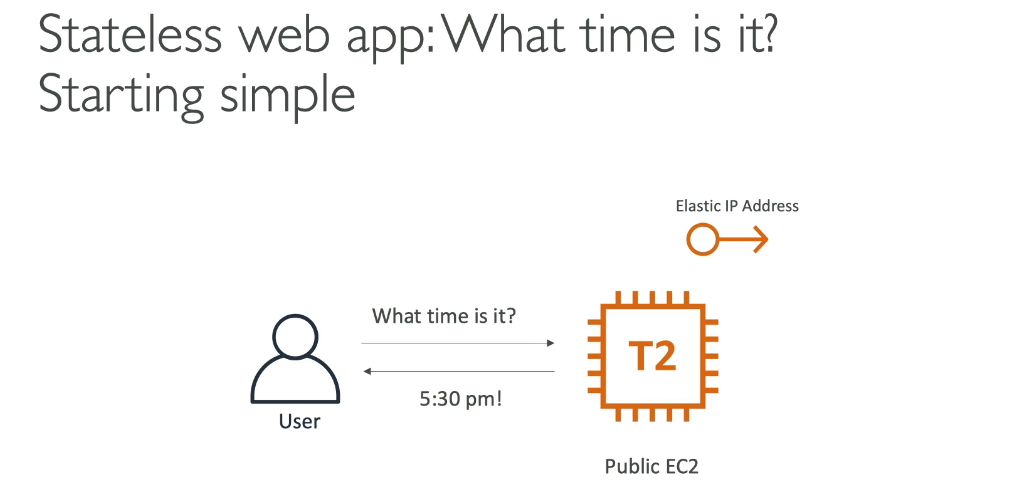 Stateless web app: What time is it?
Starting simple
Elastic IP Address
What time is it?
T2
5:30 pm!
User
Public EC2